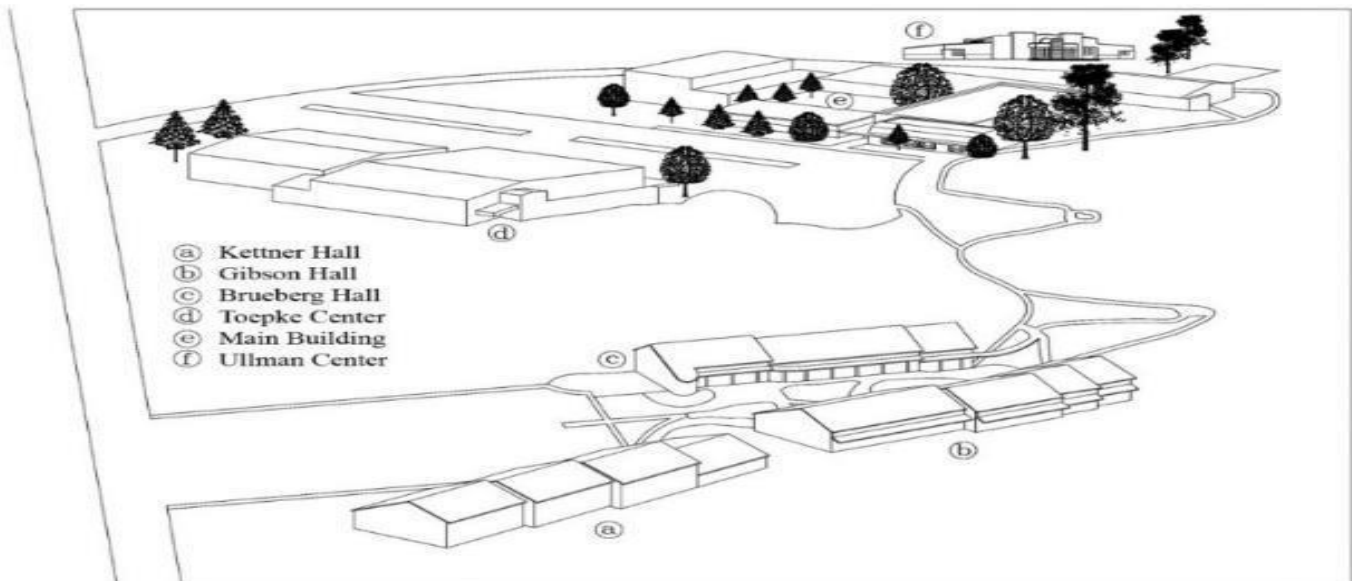 f
e
d
a Kettner Hall
b Gibson Hall
c Brueberg Hall
d Toepke Center
e Main Building
f Ullman Center
c
b
a